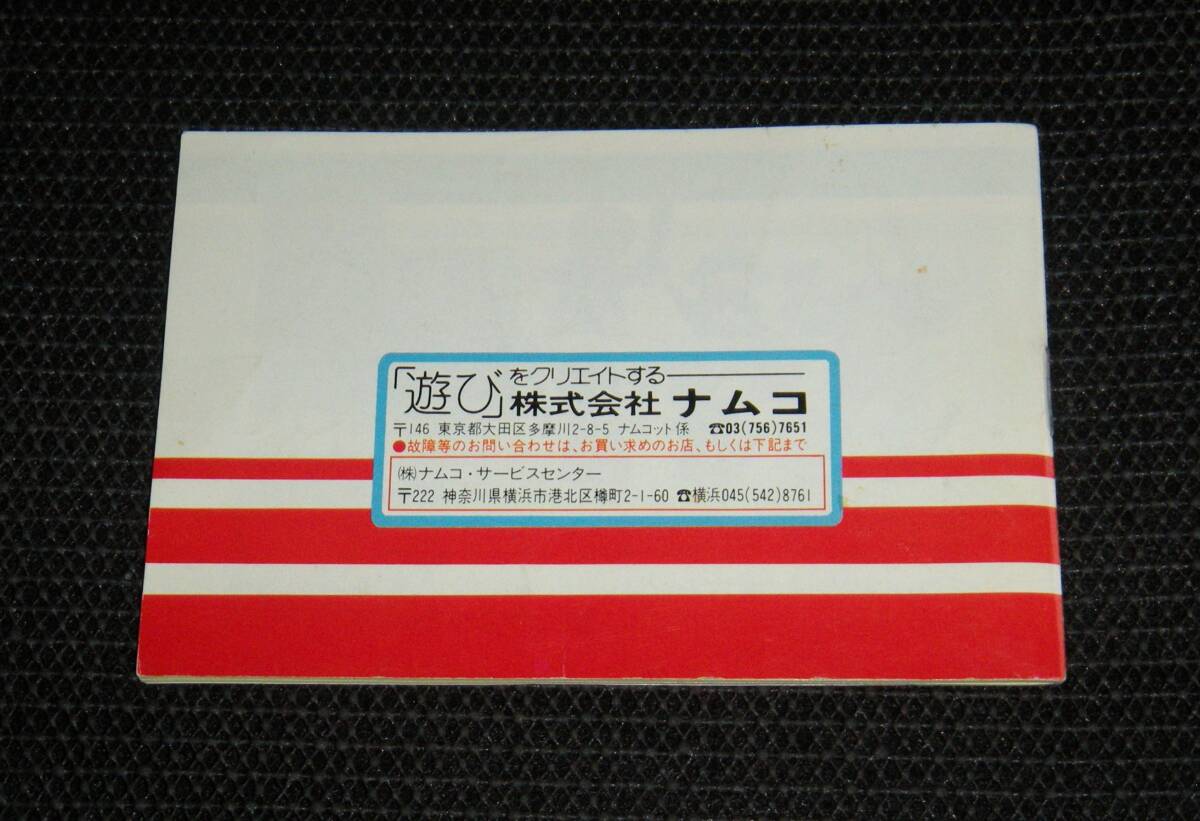 「遊び」をクリエイトする──
株式会社 ナムコ
〒146 東京都大田区多摩川2-8-5 ナムコット係 ☎03(756)7651
●故障等のお問い合わせは、お買い求めのお店、もしくは下記まで
㈱ナムコ・サービスセンター
〒222 神奈川県横浜市港北区樽町2-1-60 ☎横浜045(542)8761